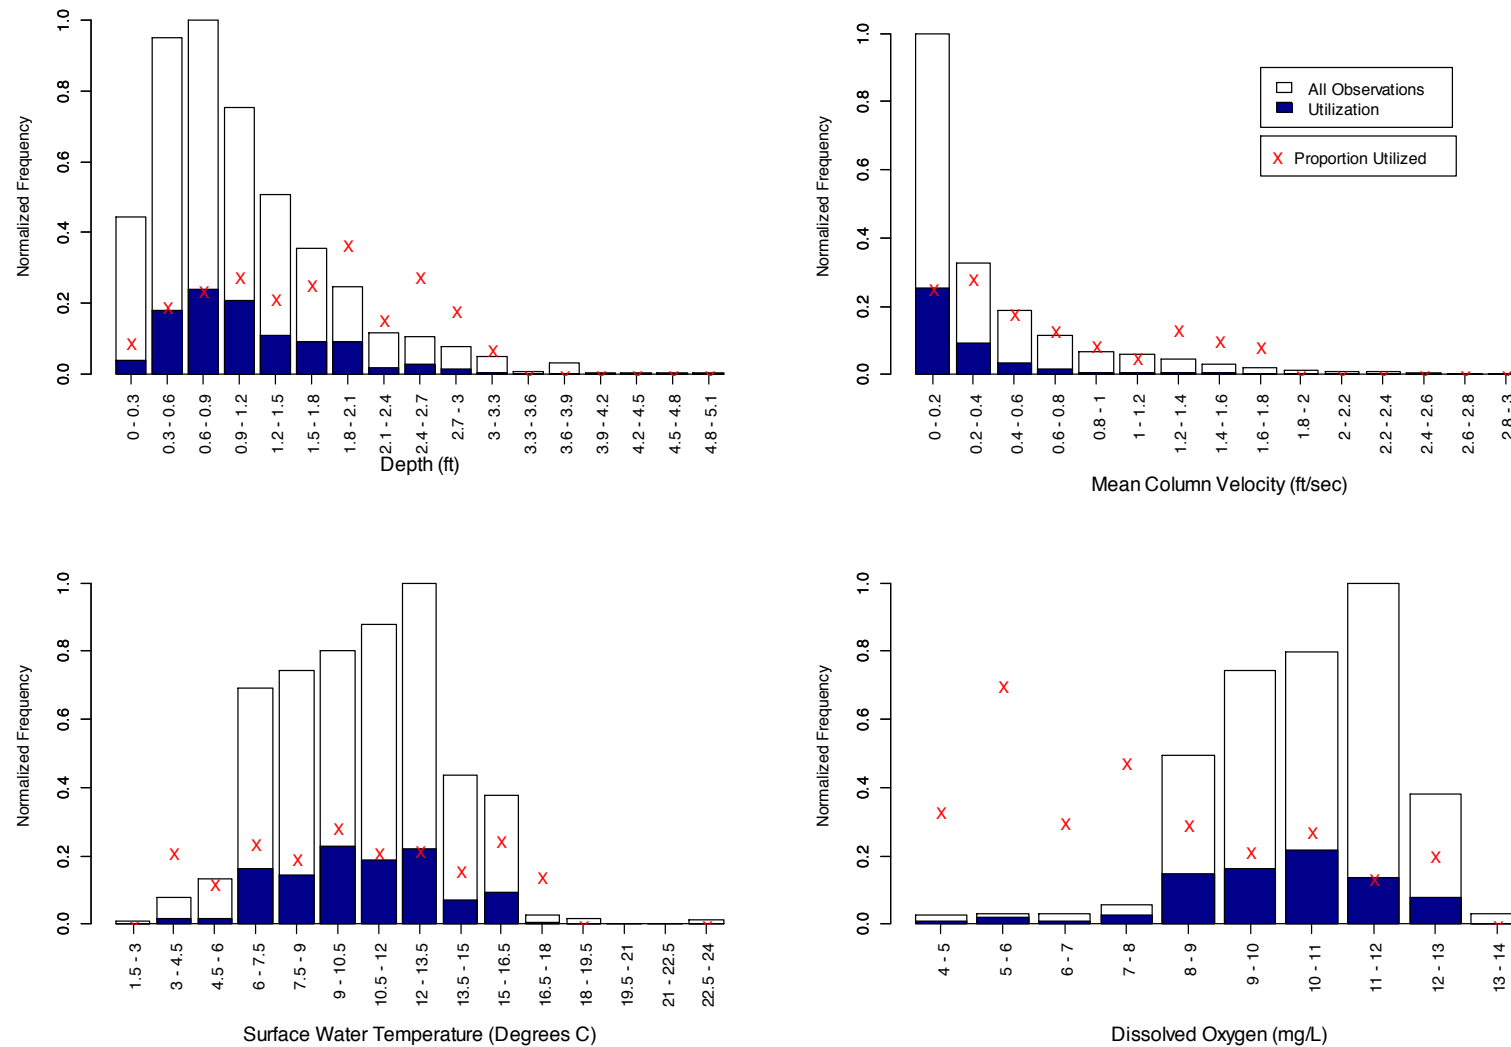 Normalized Frequency
1.0
0.8
0.6
0.4
0.2
0.0
0 - 0.3
0.3 - 0.6
0.6 - 0.9
0.9 - 1.2
1.2 - 1.5
1.5 - 1.8
1.8 - 2.1
2.1 - 2.4
2.4 - 2.7
2.7 - 3
3 - 3.3
3.3 - 3.6
3.6 - 3.9
3.9 - 4.2
4.2 - 4.5
4.5 - 4.8
4.8 - 5.1
Depth (ft)
Normalized Frequency
1.0
0.8
0.6
0.4
0.2
0.0
All Observations
Utilization
X Proportion Utilized
0 - 0.2
0.2 - 0.4
0.4 - 0.6
0.6 - 0.8
0.8 - 1
1 - 1.2
1.2 - 1.4
1.4 - 1.6
1.6 - 1.8
1.8 - 2
2 - 2.2
2.2 - 2.4
2.4 - 2.6
2.6 - 2.8
2.8 - 3
Mean Column Velocity (ft/sec)
Normalized Frequency
1.0
0.8
0.6
0.4
0.2
0.0
1.5 - 3
3 - 4.5
4.5 - 6
6 - 7.5
7.5 - 9
9 - 10.5
10.5 - 12
12 - 13.5
13.5 - 15
15 - 16.5
16.5 - 18
18 - 19.5
19.5 - 21
21 - 22.5
22.5 - 24
Surface Water Temperature (Degrees C)
Normalized Frequency
1.0
0.8
0.6
0.4
0.2
0.0
4 - 5
5 - 6
6 - 7
7 - 8
8 - 9
9 - 10
10 - 11
11 - 12
12 - 13
13 - 14
Dissolved Oxygen (mg/L)